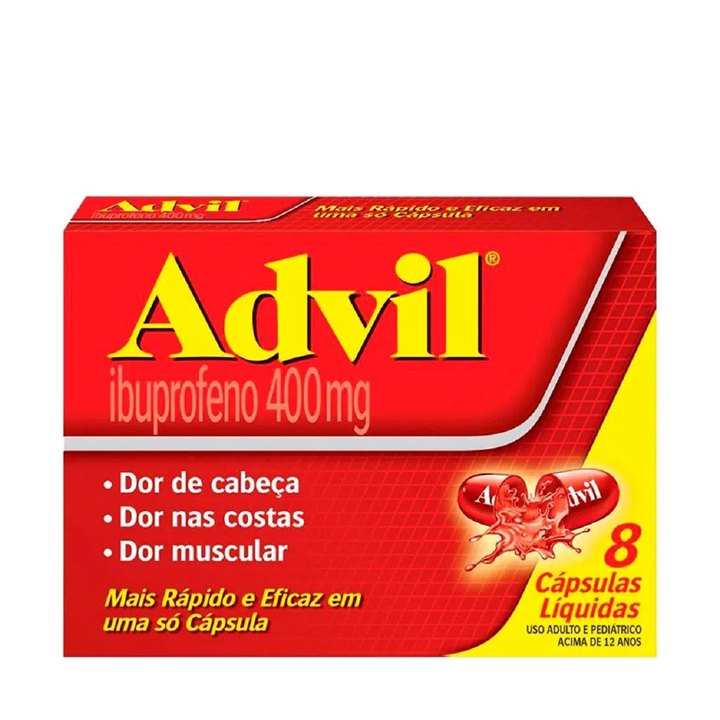 Advil
ibuprofeno 400mg
Mais Rápido e Eficaz em
uma só Cápsula
Advil®
ibuprofeno 400mg
• Dor de cabeça
• Dor nas costas
• Dor muscular
Mais Rápido e Eficaz em
uma só Cápsula
Advil
8
Cápsulas
Líquidas
USO ADULTO E PEDIÁTRICO
ACIMA DE 12 ANOS